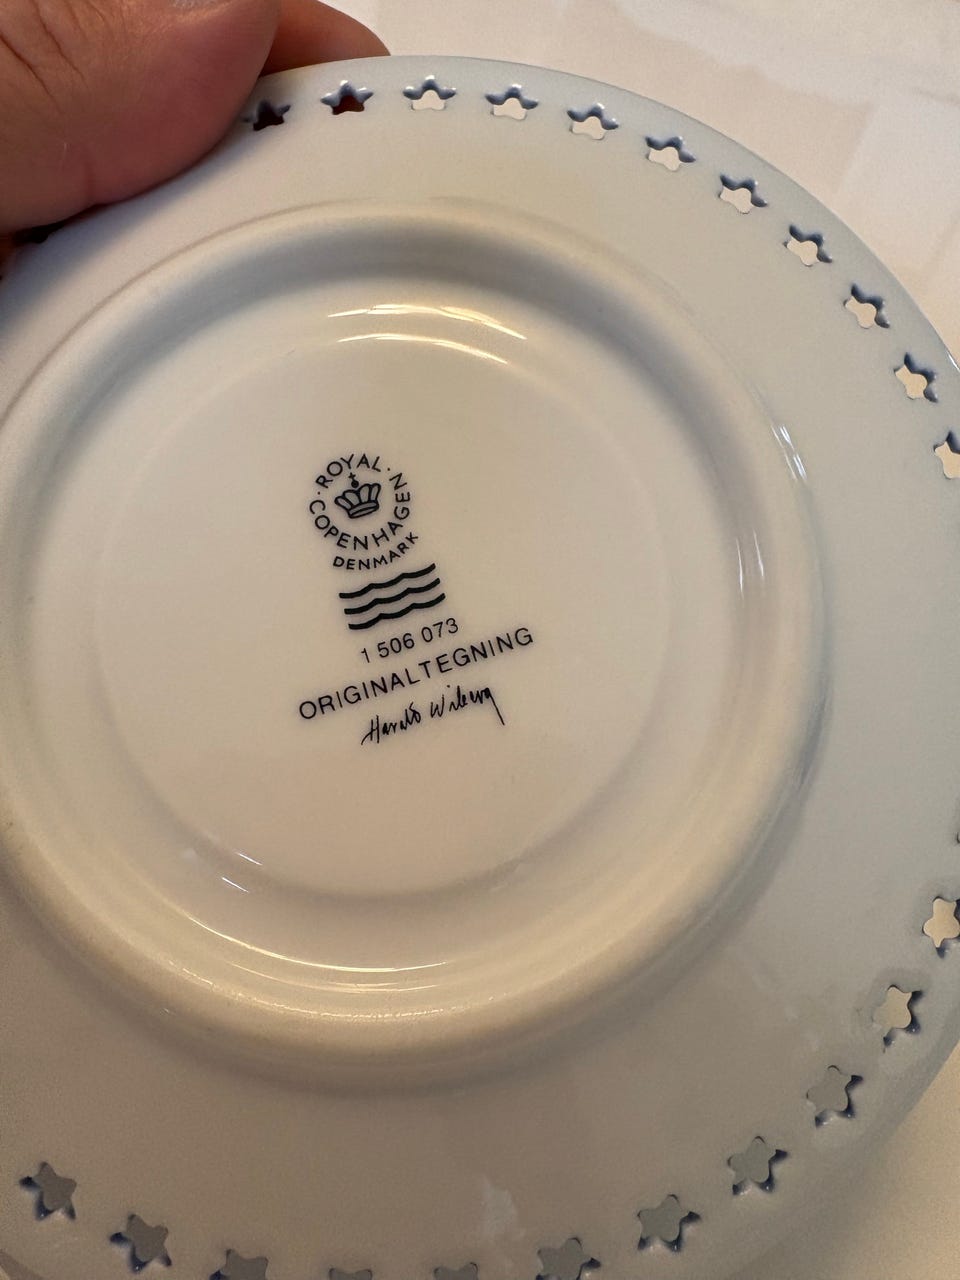 ROYAL
COPENHAGEN
DENMARK
1 506 073
ORIGINALTEGNING
Harald Wiberg